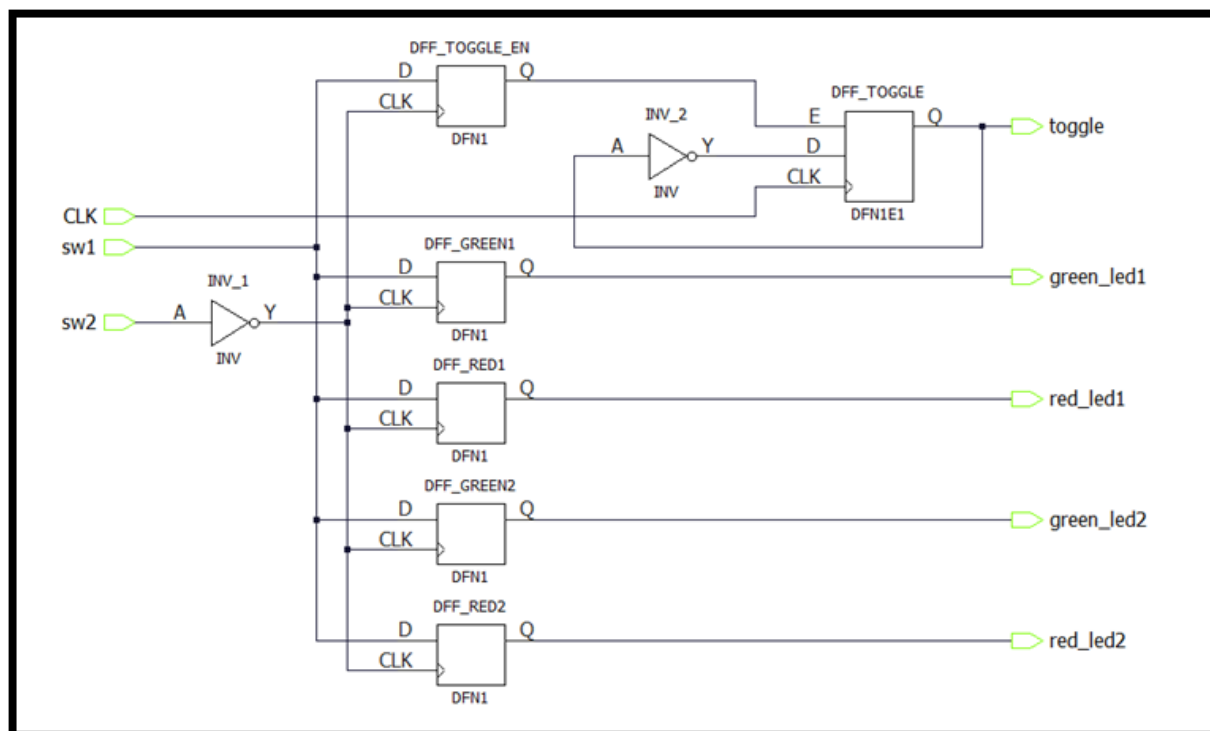 DFF_TOGGLE_EN
D Q
CLK
DFN1
DFF_TOGGLE
INV_2
E Q toggle
A Y D
CLK
INV
DFN1E1
CLK
sw1
DFF_GREEN1
D Q green_led1
INV_1
CLK
sw2 A Y
INV
DFN1
DFF_RED1
D Q red_led1
CLK
DFN1
DFF_GREEN2
D Q green_led2
CLK
DFN1
DFF_RED2
D Q red_led2
CLK
DFN1